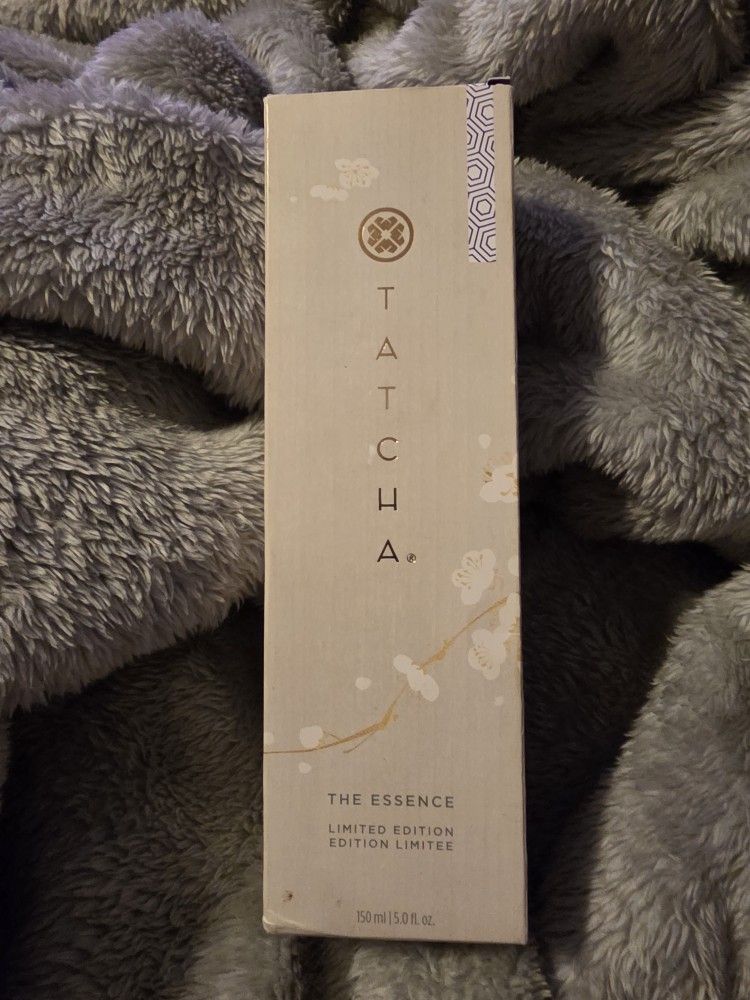 TATCHA®
THE ESSENCE
LIMITED EDITION
EDITION LIMITEE
150 ml | 5.0 fl. oz.